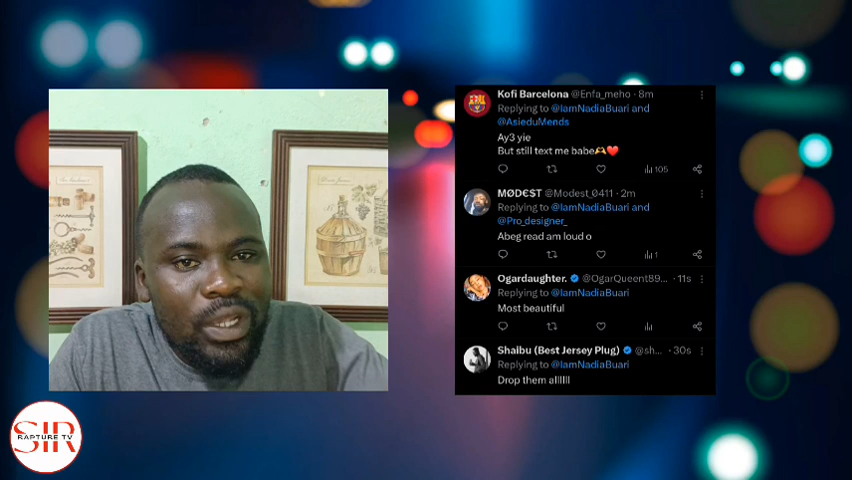 Kofi Barcelona @Enfa_meho · 8m
Replying to @IamNadiaBuari and
@AsieduMends
Ay3 yie
But still text me babe🫶❤️
105
MØD€$T @Modest_0411 · 2m
Replying to @IamNadiaBuari and
@Pro_designer_
Abeg read am loud o
1
Ogardaughter. @OgarQueent89... · 11s
Replying to @IamNadiaBuari
Most beautiful
Shaibu (Best Jersey Plug) @sh... · 30s
Replying to @IamNadiaBuari
Drop them allllll
SIR
RAPTURE TV